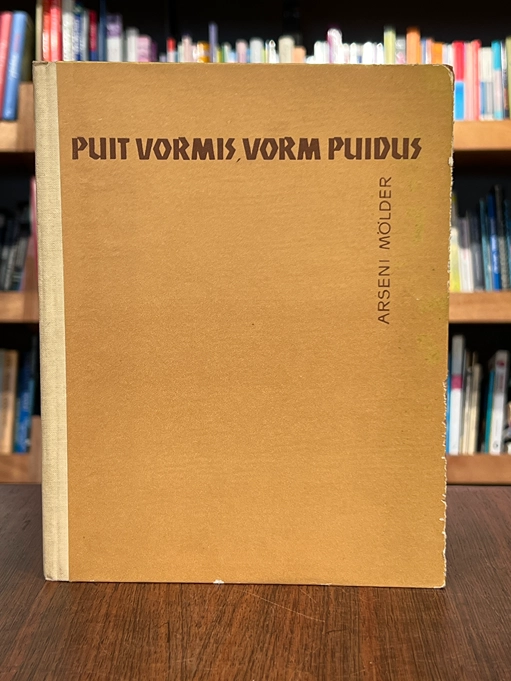 PUIT VORMIS, VORM PUIDUS
ARSENI MÖLDER